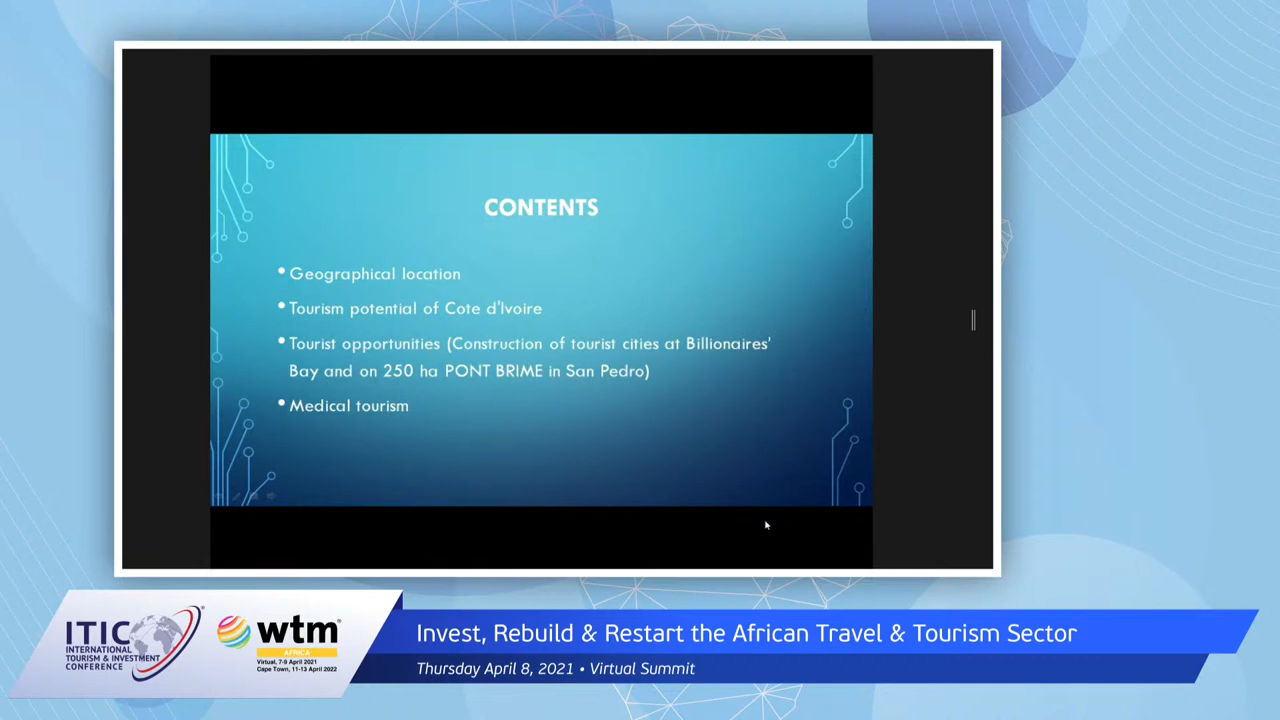 CONTENTS
• Geographical location
• Tourism potential of Cote d'Ivoire
• Tourist opportunities (Construction of tourist cities at Billionaires'
Bay and on 250 ha PONT BRIME in San Pedro)
• Medical tourism
ITIC
INTERNATIONAL
TOURISM & INVESTMENT
CONFERENCE
wtm
AFRICA
Virtual, 7-9 April 2021
Cape Town, 11-13 April 2022
Invest, Rebuild & Restart the African Travel & Tourism Sector
Thursday April 8, 2021 • Virtual Summit